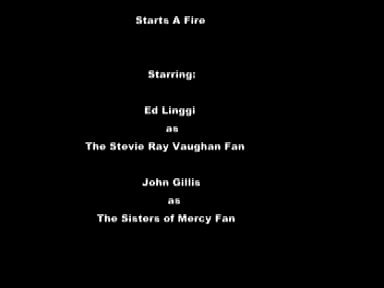 Starts A Fire
Starring:
Ed Linggi
as
The Stevie Ray Vaughan Fan
John Gillis
as
The Sisters of Mercy Fan